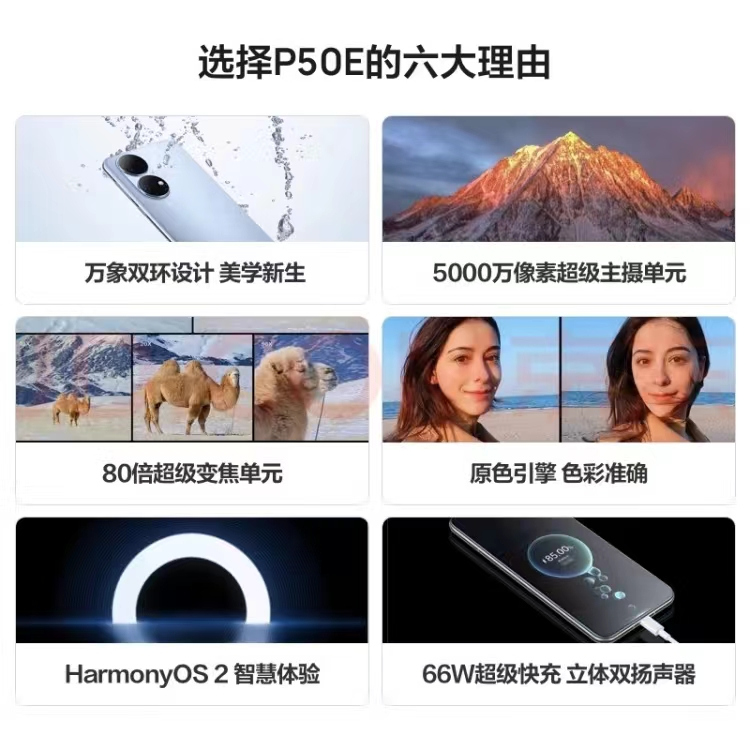 选择P50E的六大理由
万象双环设计 美学新生
5000万像素超级主摄单元
20X
80倍超级变焦单元
原色引擎 色彩准确
HarmonyOS 2 智慧体验
85.00
66W超级快充 立体双扬声器